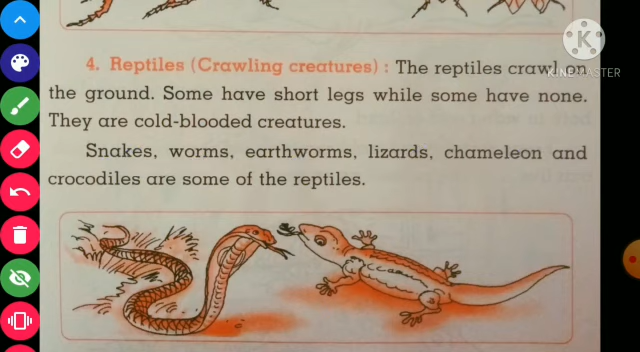 K
KINEMASTER
4. Reptiles (Crawling creatures) : The reptiles crawl on
the ground. Some have short legs while some have none.
They are cold-blooded creatures.
Snakes, worms, earthworms, lizards, chameleon and
crocodiles are some of the reptiles.